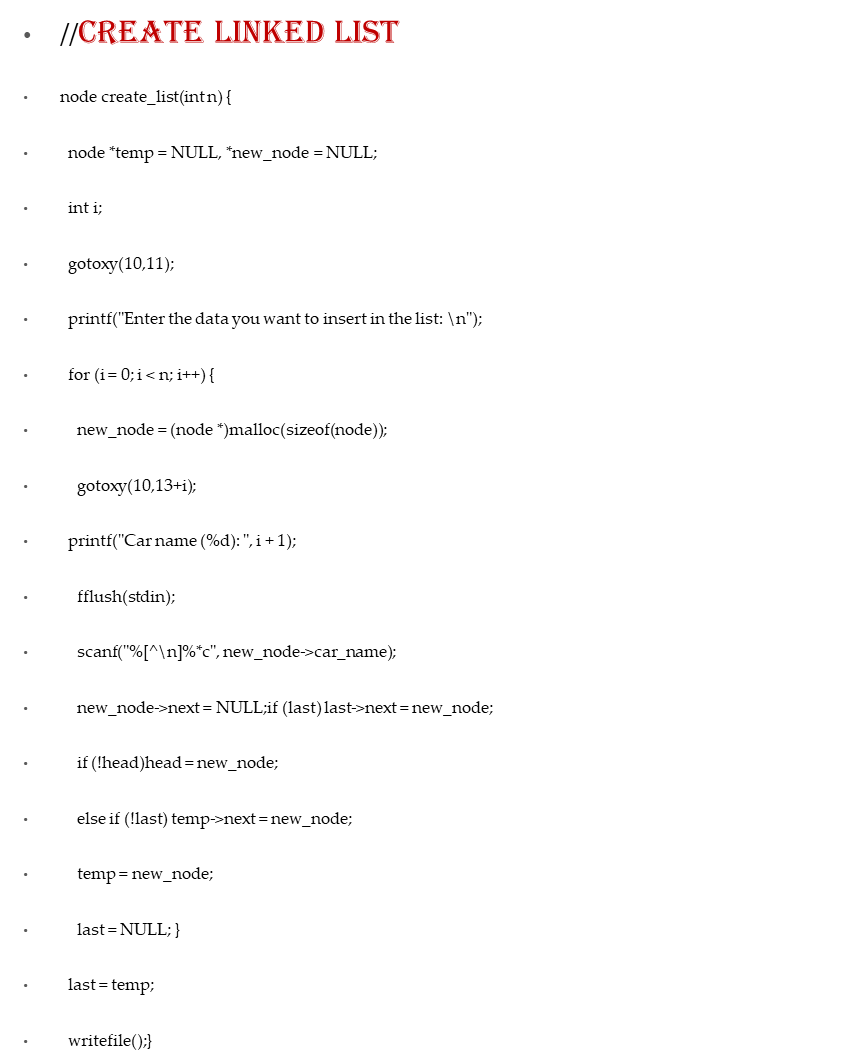 • //CREATE LINKED LIST
• node create_list(int n) {
• node *temp = NULL, *new_node = NULL;
• int i;
• gotoxy(10,11);
• printf("Enter the data you want to insert in the list: \n");
• for (i = 0; i < n; i++) {
• new_node = (node *)malloc(sizeof(node));
• gotoxy(10,13+i);
• printf("Car name (%d): ", i + 1);
• fflush(stdin);
• scanf("%[^\n]%*c", new_node->car_name);
• new_node->next = NULL;if (last) last->next = new_node;
• if (!head)head = new_node;
• else if (!last) temp->next = new_node;
• temp = new_node;
• last = NULL; }
• last = temp;
• writefile();}